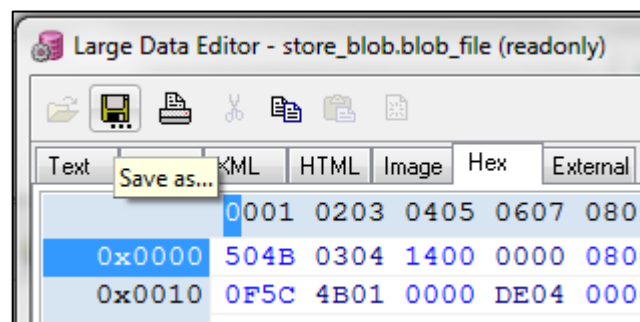 Large Data Editor - store_blob.blob_file (readonly)
Text XML HTML Image Hex External
Save as...
0001 0203 0405 0607 080
0x0000 504B 0304 1400 0000 080
0x0010 0F5C 4B01 0000 DE04 000